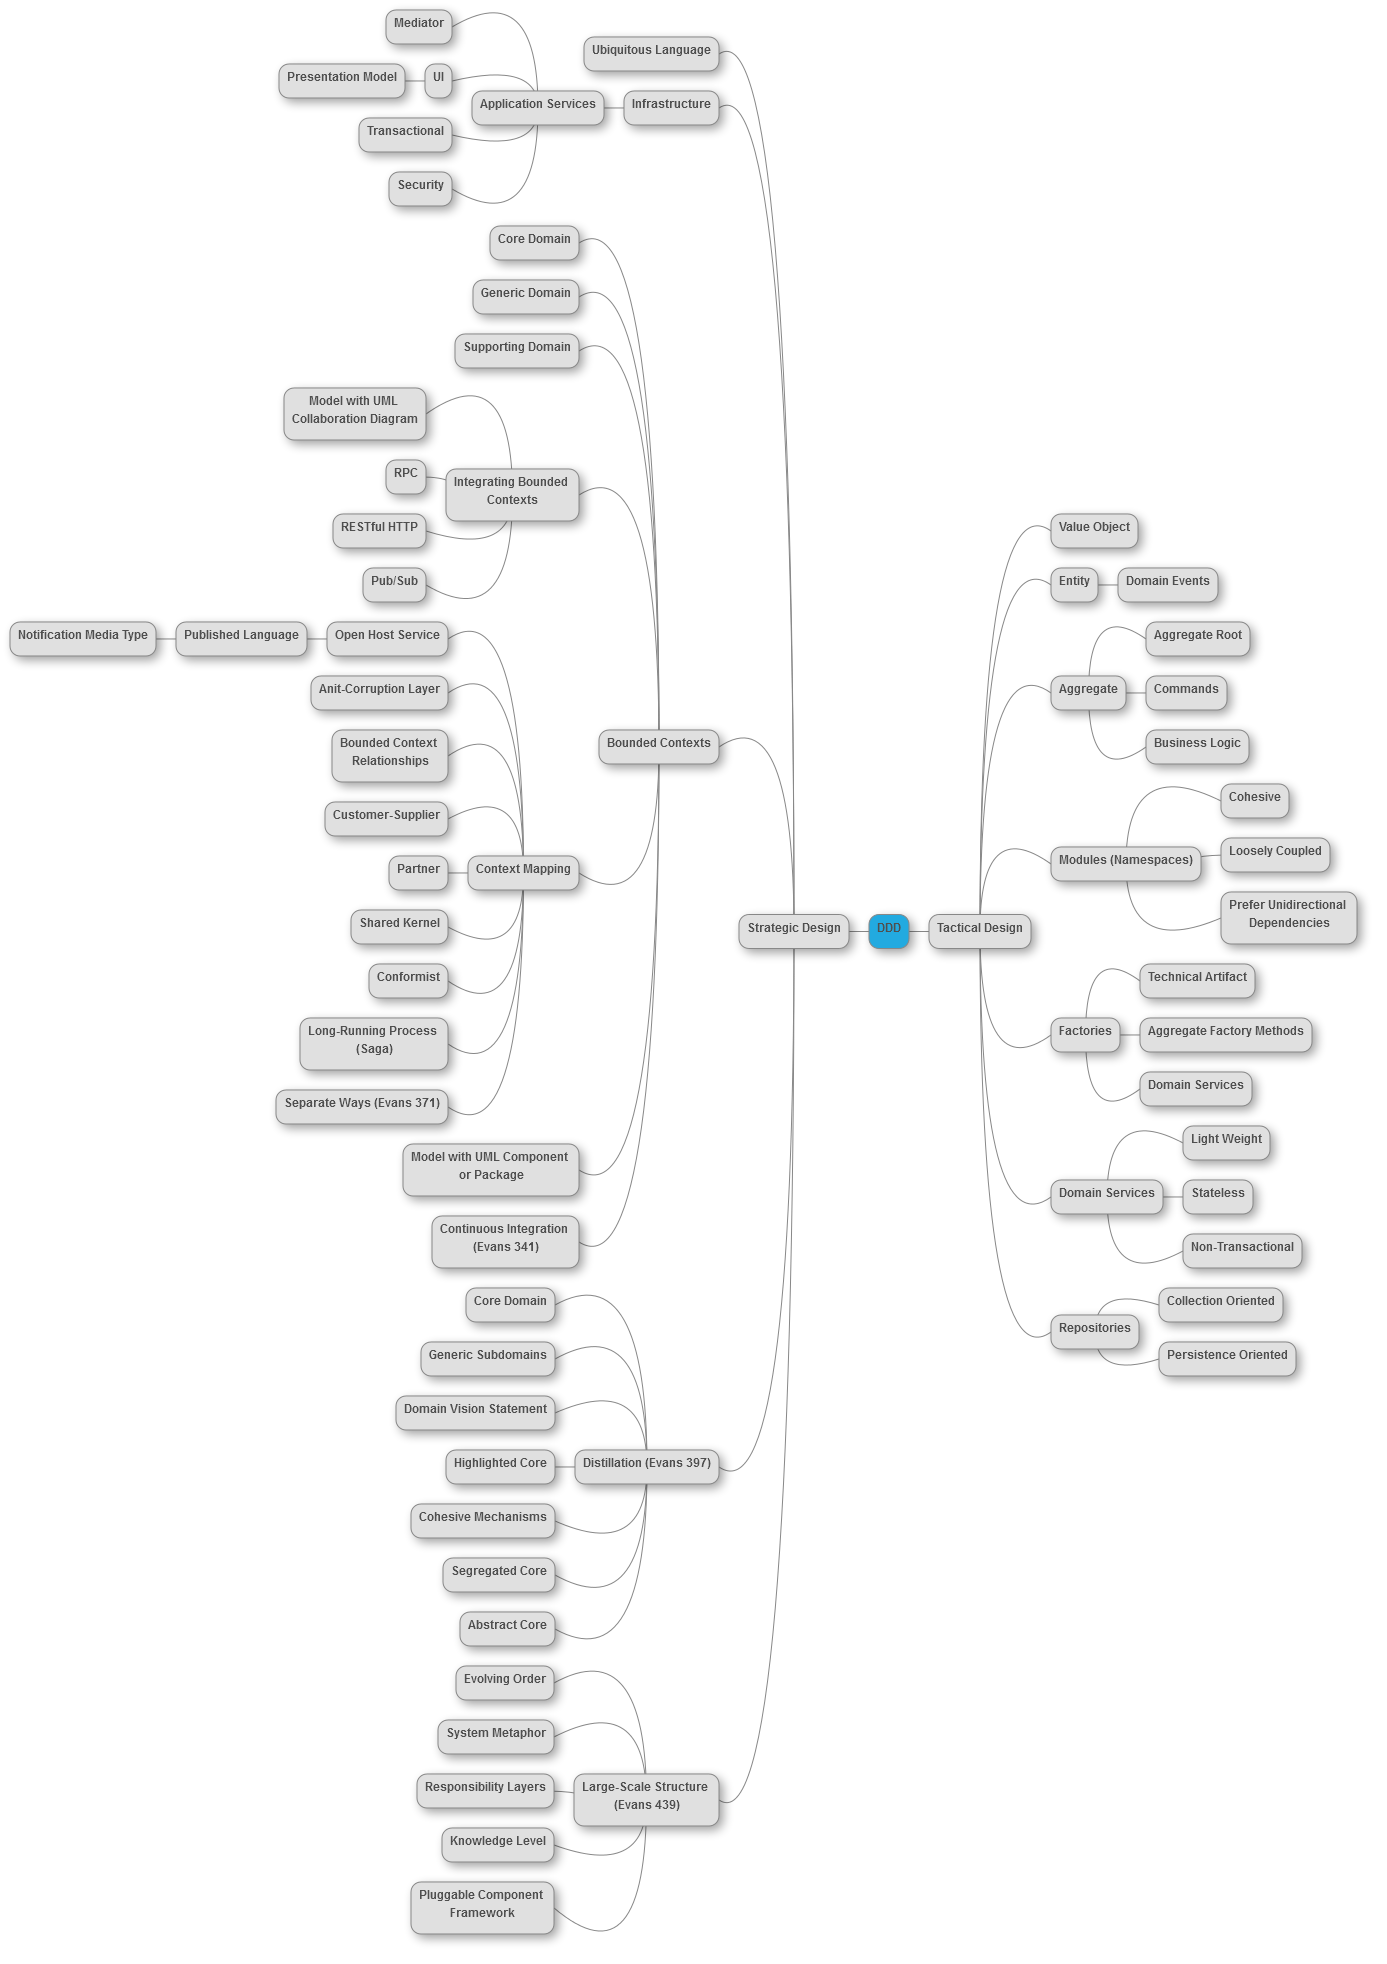 Mediator
Ubiquitous Language
Presentation Model
UI
Application Services
Infrastructure
Transactional
Security
Core Domain
Generic Domain
Supporting Domain
Model with UML
Collaboration Diagram
RPC
Integrating Bounded
Contexts
RESTful HTTP
Pub/Sub
Notification Media Type
Published Language
Open Host Service
Anit-Corruption Layer
Bounded Context
Relationships
Bounded Contexts
Customer-Supplier
Partner
Context Mapping
Shared Kernel
Conformist
Long-Running Process
(Saga)
Separate Ways (Evans 371)
Model with UML Component
or Package
Continuous Integration
(Evans 341)
Core Domain
Generic Subdomains
Domain Vision Statement
Highlighted Core
Distillation (Evans 397)
Cohesive Mechanisms
Segregated Core
Abstract Core
Evolving Order
System Metaphor
Responsibility Layers
Large-Scale Structure
(Evans 439)
Knowledge Level
Pluggable Component
Framework
Strategic Design
DDD
Tactical Design
Value Object
Entity
Domain Events
Aggregate Root
Aggregate
Commands
Business Logic
Cohesive
Modules (Namespaces)
Loosely Coupled
Prefer Unidirectional
Dependencies
Technical Artifact
Factories
Aggregate Factory Methods
Domain Services
Light Weight
Domain Services
Stateless
Non-Transactional
Collection Oriented
Repositories
Persistence Oriented